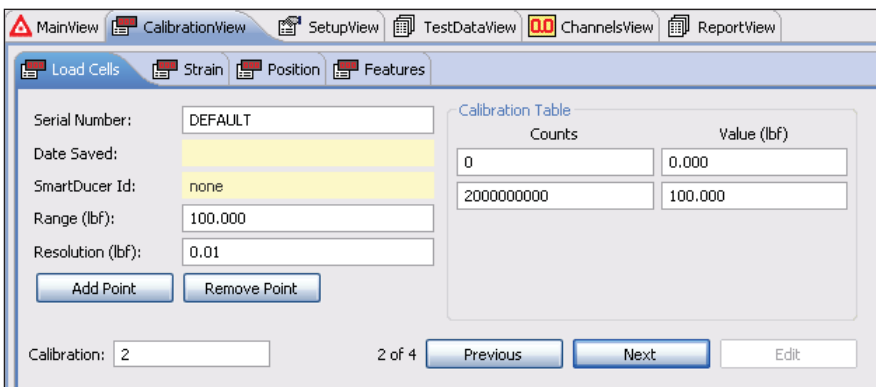 MainView CalibrationView SetupView TestDataView 0.0 ChannelsView ReportView
Load Cells Strain Position Features
Serial Number: DEFAULT
Date Saved:
SmartDucer Id: none
Range (lbf): 100.000
Resolution (lbf): 0.01
Add Point Remove Point
Calibration Table
Counts Value (lbf)
0 0.000
2000000000 100.000
Calibration: 2 2 of 4 Previous Next Edit